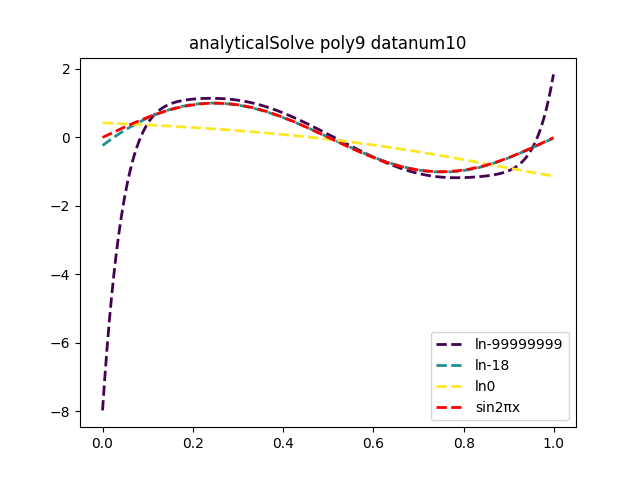 analyticalSolve poly9 datanum10
2
0
−2
−4
−6
−8
ln-99999999
ln-18
ln0
sin2πx
0.0 0.2 0.4 0.6 0.8 1.0